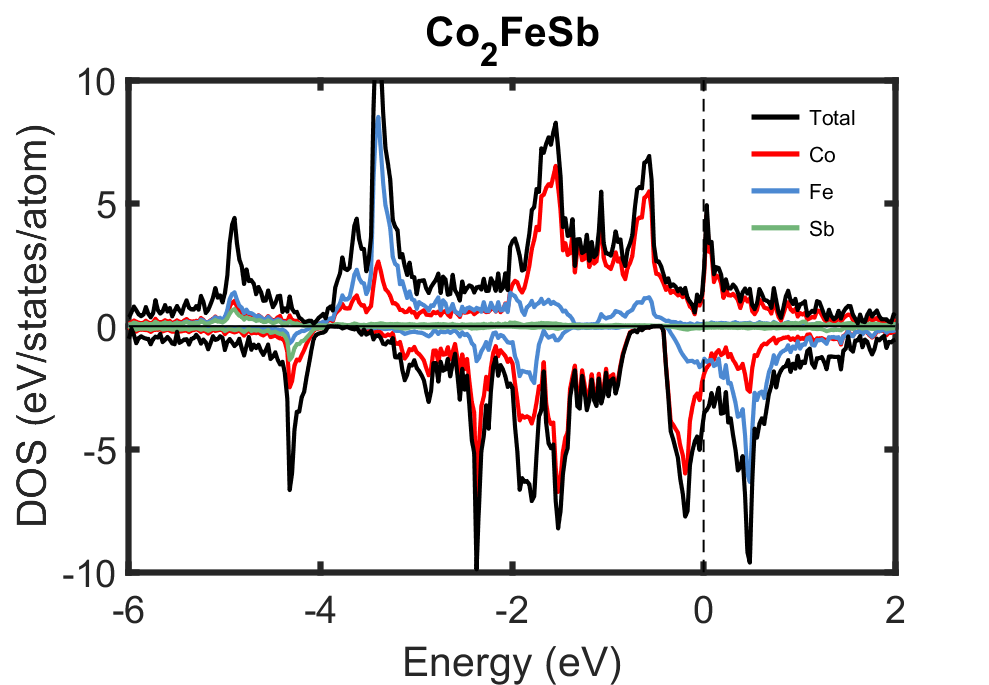 Co₂FeSb
10
5
0
0
-5
-10
DOS (eV/states/atom)
Total
Co
Fe
Sb
-6 -4 -2 0 2
Energy (eV)